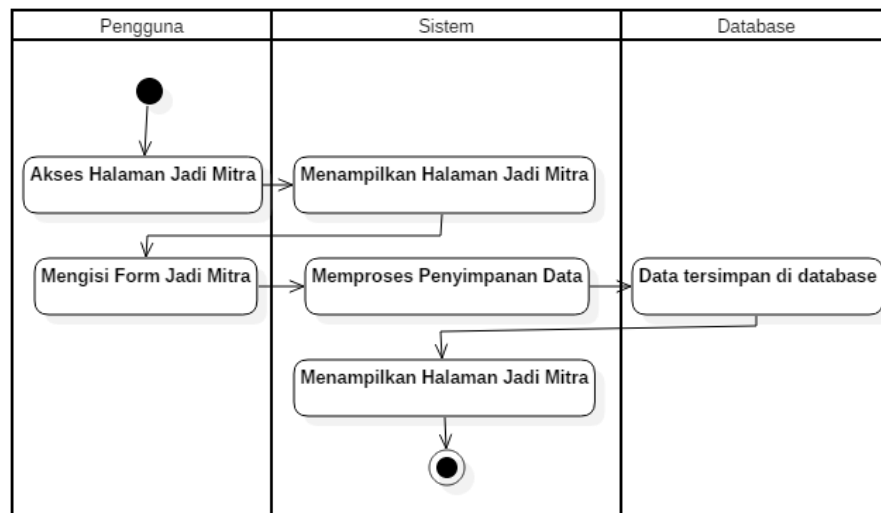 Pengguna
Sistem
Database
Akses Halaman Jadi Mitra
Menampilkan Halaman Jadi Mitra
Mengisi Form Jadi Mitra
Memproses Penyimpanan Data
Data tersimpan di database
Menampilkan Halaman Jadi Mitra